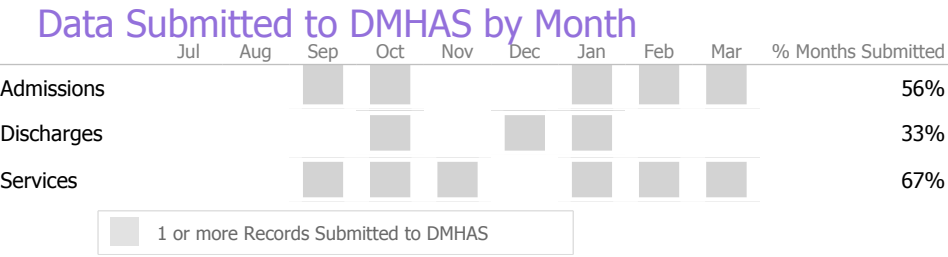 Data Submitted to DMHAS by Month
Jul Aug Sep Oct Nov Dec Jan Feb Mar % Months Submitted
Admissions 56%
Discharges 33%
Services 67%
1 or more Records Submitted to DMHAS